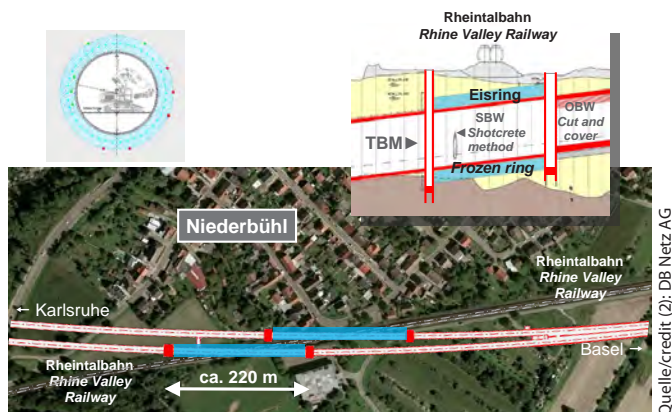 Rheintalbahn
Rhine Valley Railway
Eisring
OBW
Cut and
cover
SBW
Shotcrete
method
TBM
Frozen ring
Niederbühl
Rheintalbahn
Rhine Valley
Railway
← Karlsruhe
Basel
→
Rheintalbahn
Rhine Valley
Railway
ca. 220 m
Quelle/credit (2): DB Netz AG